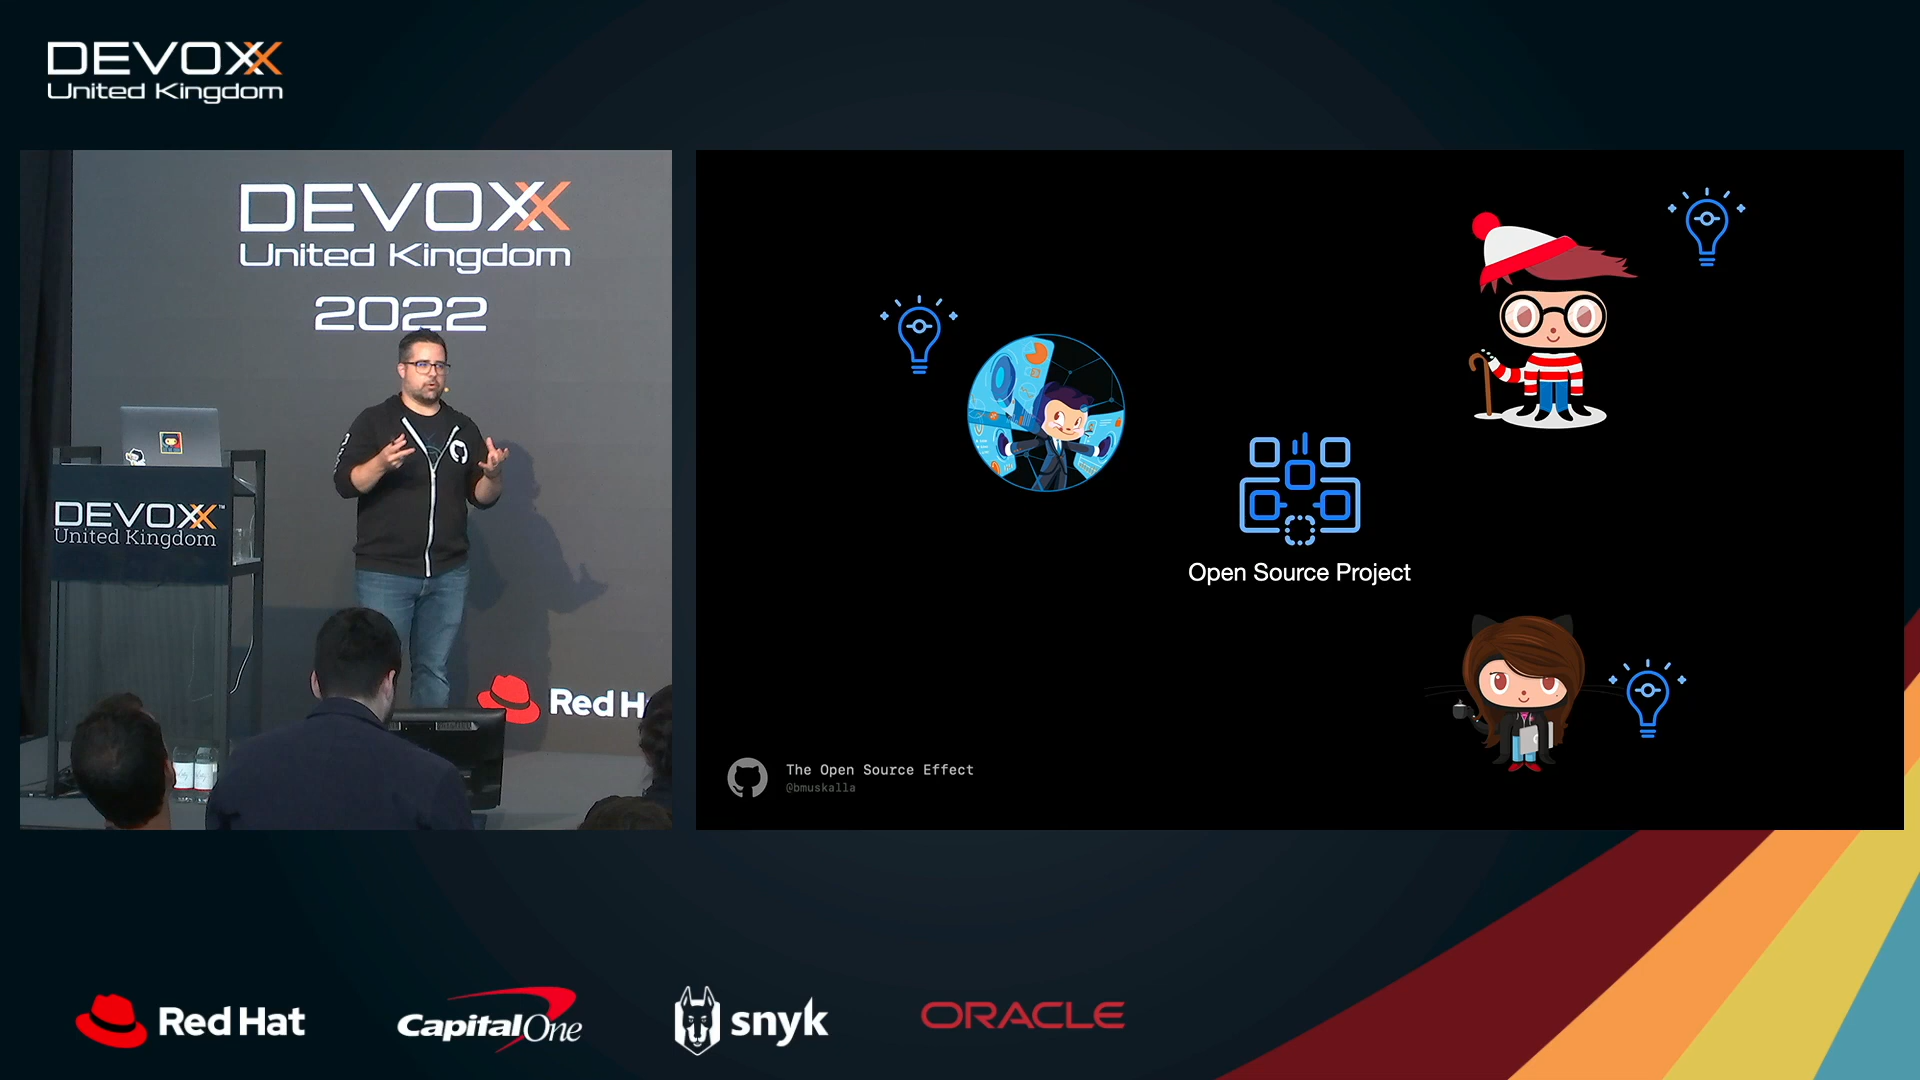 DEVOXX
United Kingdom
DEVOXX
United Kingdom
2022
DEVOXX™
United Kingdom
Red H
Open Source Project
The Open Source Effect
@bmuskalla
Red Hat
Capital One
snyk
ORACLE